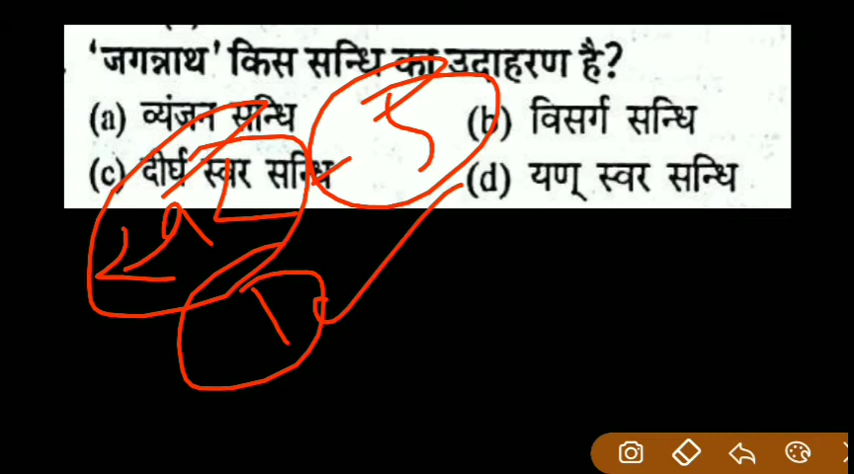 'जगन्नाथ' किस सन्धि का उदाहरण है?
(a) व्यंजन सन्धि (b) विसर्ग सन्धि
(c) दीर्घ स्वर सन्धि (d) यण् स्वर सन्धि